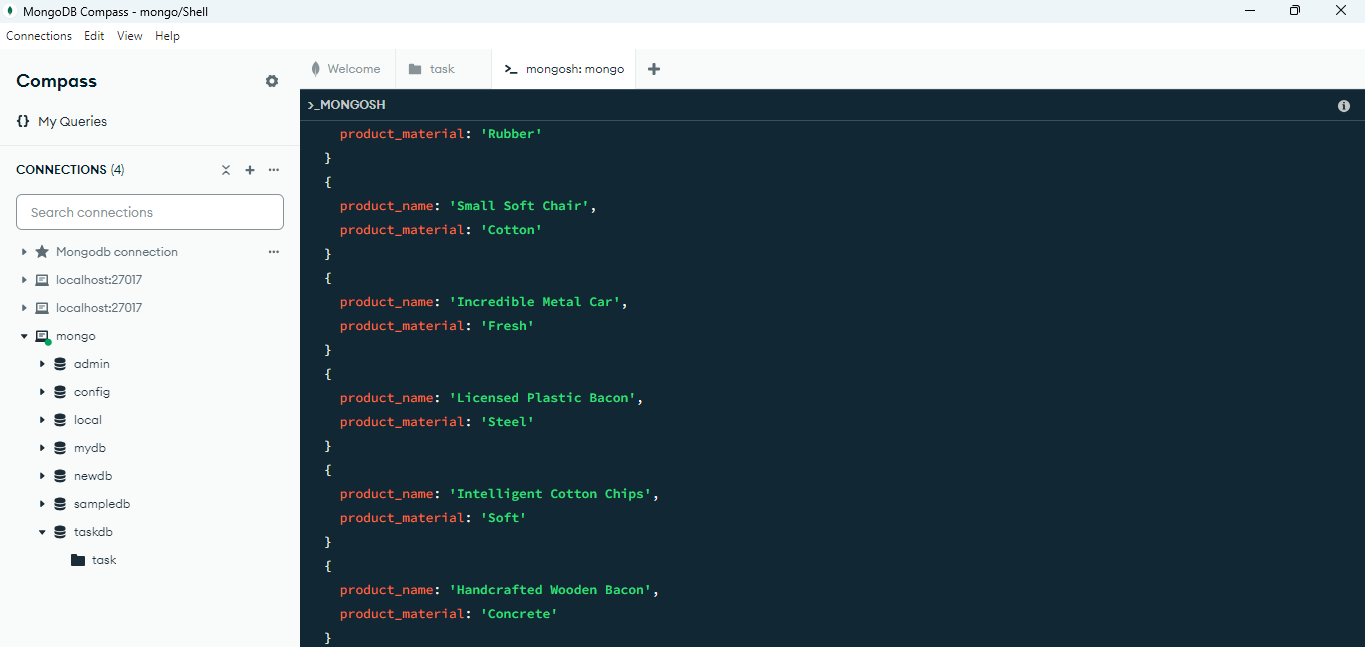 MongoDB Compass - mongo/Shell
Connections Edit View Help
Compass
{} My Queries
CONNECTIONS (4)
Search connections
Mongodb connection
localhost:27017
localhost:27017
mongo
admin
config
local
mydb
newdb
sampledb
taskdb
task
Welcome task >_ mongosh: mongo
>_MONGOSH
product_material: 'Rubber'
}
{
product_name: 'Small Soft Chair',
product_material: 'Cotton'
}
{
product_name: 'Incredible Metal Car',
product_material: 'Fresh'
}
{
product_name: 'Licensed Plastic Bacon',
product_material: 'Steel'
}
{
product_name: 'Intelligent Cotton Chips',
product_material: 'Soft'
}
{
product_name: 'Handcrafted Wooden Bacon',
product_material: 'Concrete'
}